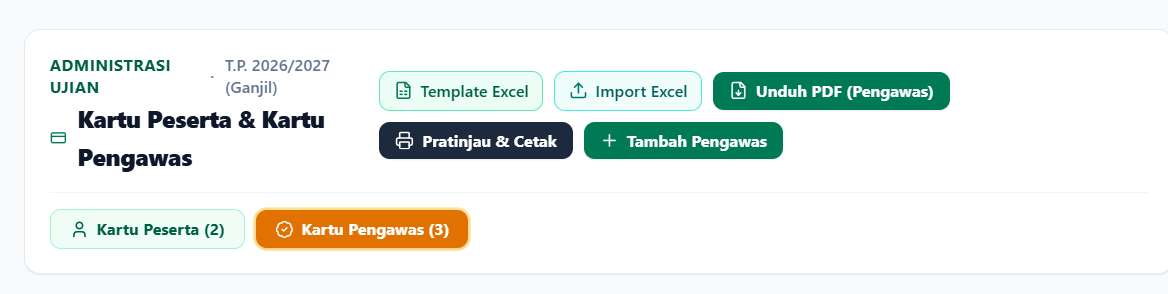 ADMINISTRASI
UJIAN
·
T.P. 2026/2027
(Ganjil)
Kartu Peserta & Kartu
Pengawas
Template Excel
Import Excel
Unduh PDF (Pengawas)
Pratinjau & Cetak
Tambah Pengawas
Kartu Peserta (2)
Kartu Pengawas (3)